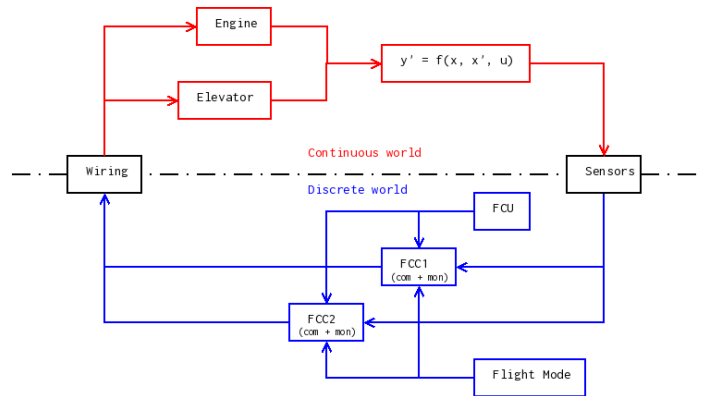 Engine
y' = f(x, x', u)
Elevator
Continuous world
Wiring
Sensors
Discrete world
FCU
FCC1
(com + mon)
FCC2
(com + mon)
Flight Mode